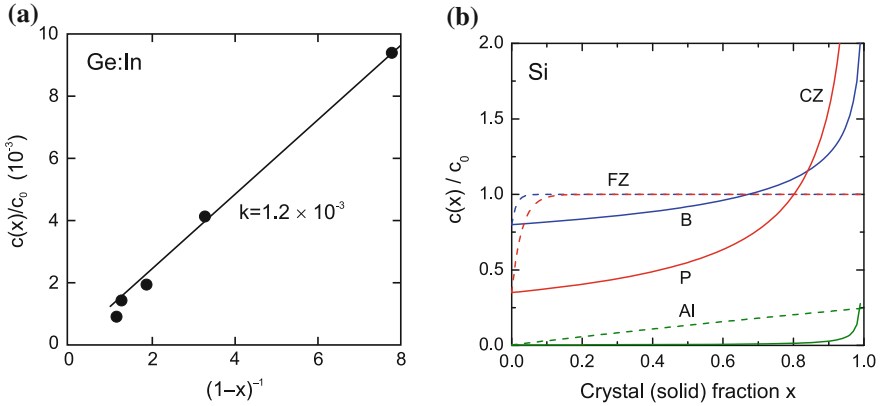 (a)
Ge:In
k=1.2 × 10⁻³
c(x)/c₀ (10⁻³)
10
8
6
4
2
0
0
2
4
6
8
(1–x)⁻¹
(b)
Si
CZ
FZ
B
P
Al
c(x) / c₀
2.0
1.5
1.0
0.5
0.0
0.0
0.2
0.4
0.6
0.8
1.0
Crystal (solid) fraction x